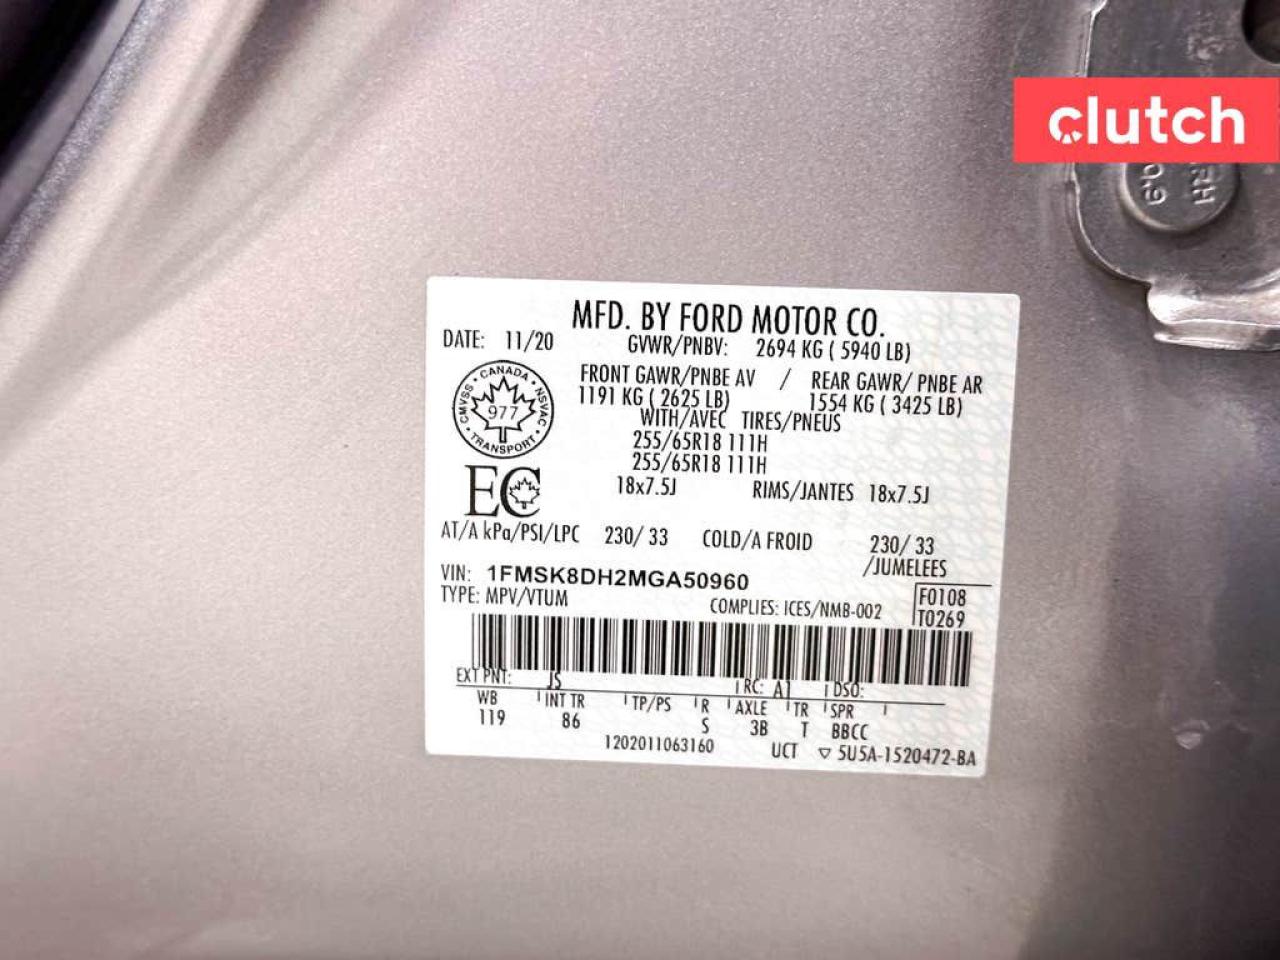 clutch
RH
0.9
MFD. BY FORD MOTOR CO.
DATE: 11/20 GVWR/PNBV: 2694 KG ( 5940 LB)
FRONT GAWR/PNBE AV / REAR GAWR/ PNBE AR
1191 KG ( 2625 LB) 1554 KG ( 3425 LB)
WITH/AVEC TIRES/PNEUS
255/65R18 111H
255/65R18 111H
18x7.5J RIMS/JANTES 18x7.5J
CANADA
CMVSS NSVAC
977
TRANSPORT
EC
AT/A kPa/PSI/LPC 230/ 33 COLD/A FROID 230/ 33
/JUMELEES
VIN: 1FMSK8DH2MGA50960
TYPE: MPV/VTUM COMPLIES: ICES/NMB-002
F0108
T0269
EXT PNT: JS RC: A1 DSO:
WB INT TR TP/PS R AXLE TR SPR
119 86 S 3B T BBCC
1202011063160 UCT ▽ 5U5A-1520472-BA